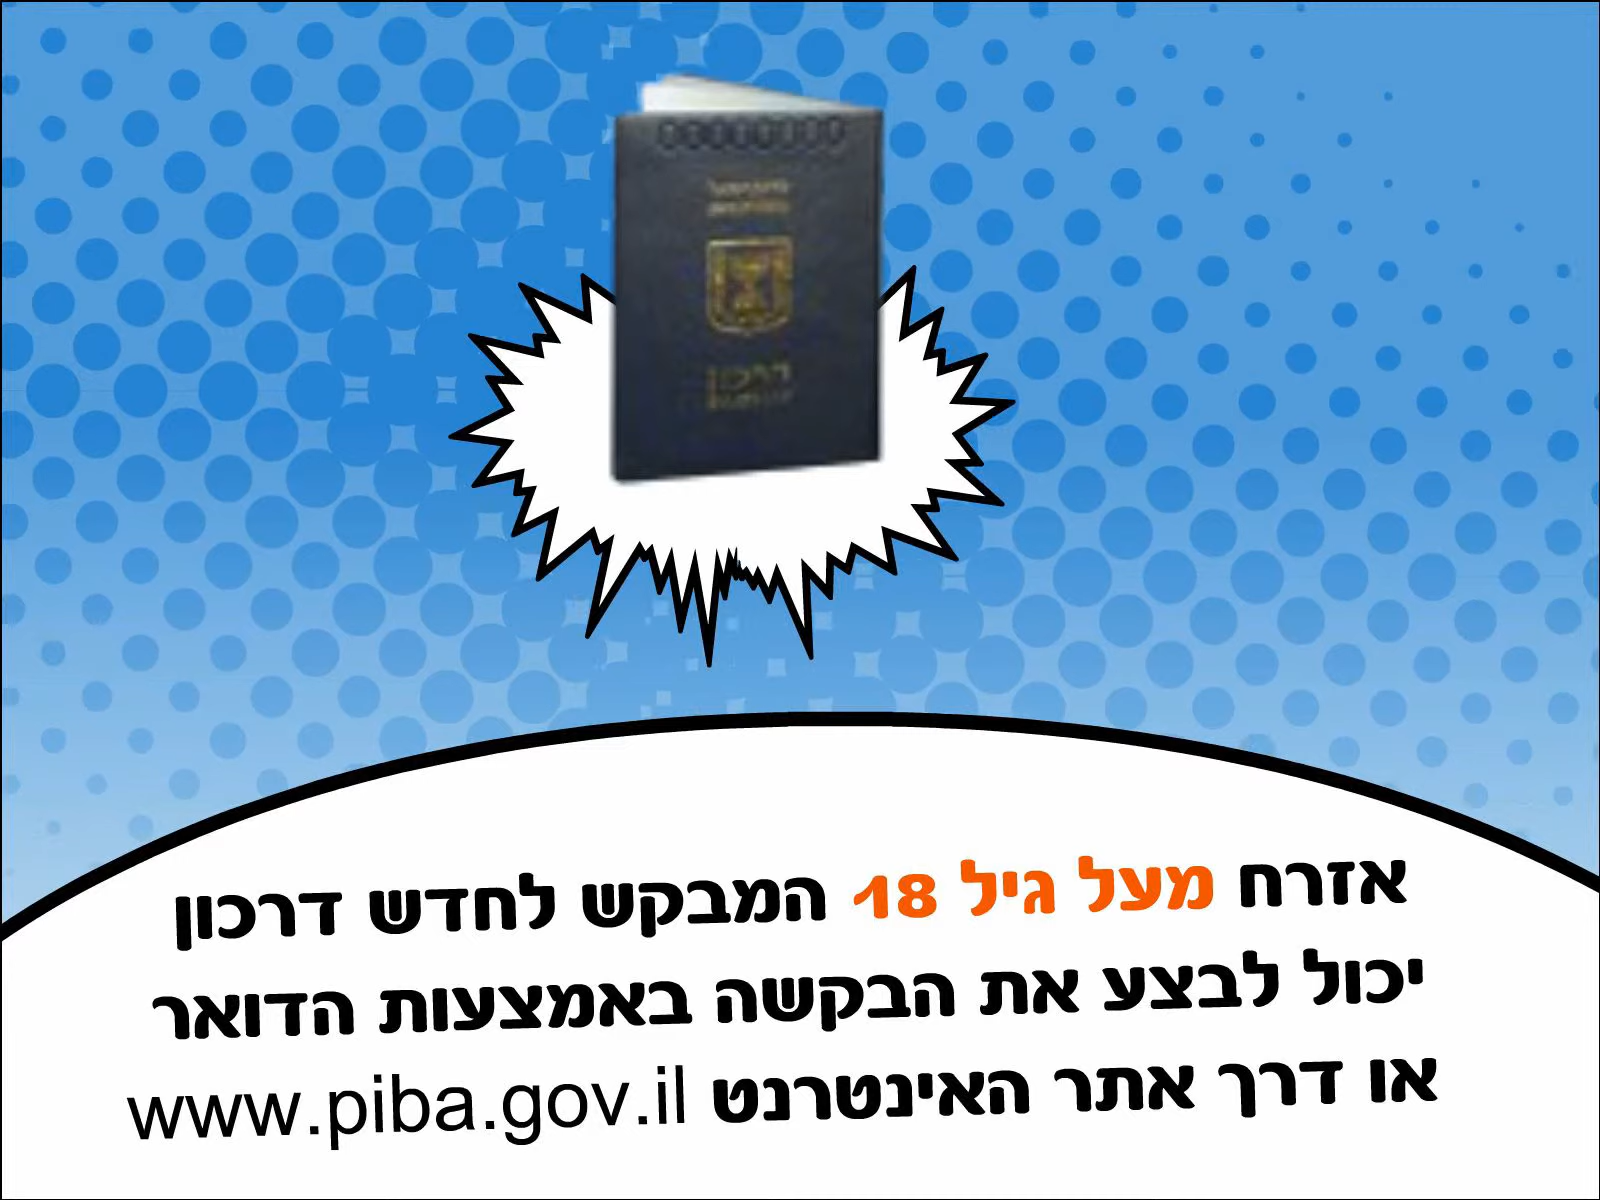 דרכון
אזרח מעל גיל 18 המבקש לחדש דרכון
יכול לבצע את הבקשה באמצעות הדואר
או דרך אתר האינטרנט www.piba.gov.il